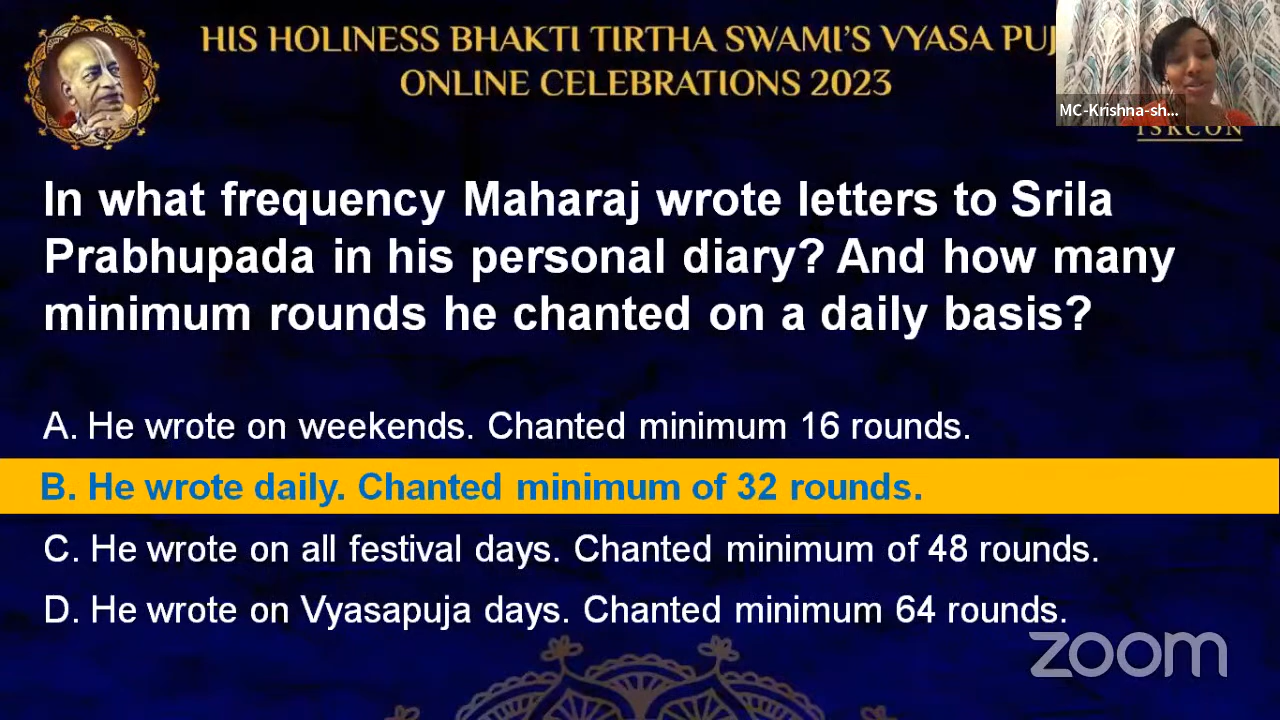 HIS HOLINESS BHAKTI TIRTHA SWAMI'S VYASA PUJ
ONLINE CELEBRATIONS 2023
MC-Krishna-sh...
ISKCON
In what frequency Maharaj wrote letters to Srila
Prabhupada in his personal diary? And how many
minimum rounds he chanted on a daily basis?
A. He wrote on weekends. Chanted minimum 16 rounds.
B. He wrote daily. Chanted minimum of 32 rounds.
C. He wrote on all festival days. Chanted minimum of 48 rounds.
D. He wrote on Vyasapuja days. Chanted minimum 64 rounds.
zoom